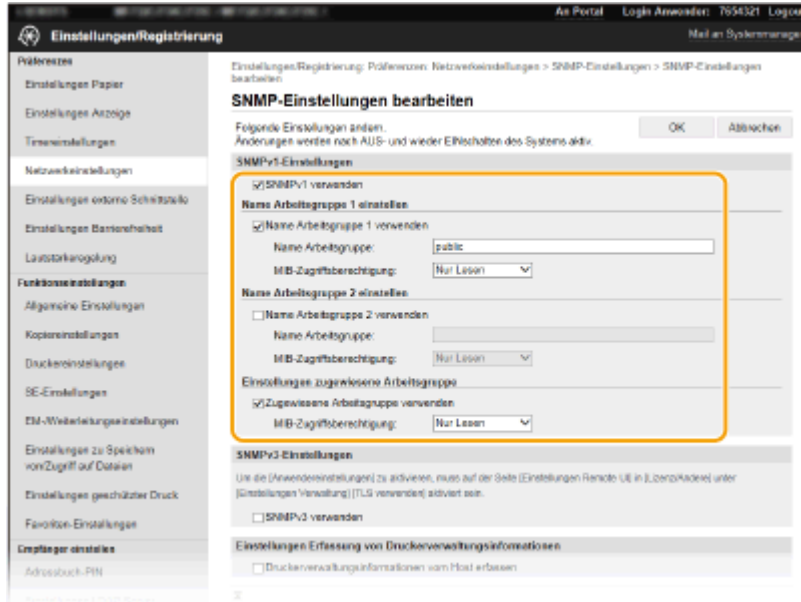 An Portal Login Anwender: 7654321 Logou
Einstellungen/Registrierung
Mail an Systemmanage
Präferenzen
Einstellungen Papier
Einstellungen Anzeige
Timereinstellungen
Netzwerkeinstellungen
Einstellungen externe Schnittstelle
Einstellungen Barrierefreiheit
Lautstärkeregelung
Funktionseinstellungen
Allgemeine Einstellungen
Kopiereinstellungen
Druckereinstellungen
SE-Einstellungen
EM-/Weiterleitungseinstellungen
Einstellungen zu Speichern
von/Zugriff auf Dateien
Einstellungen geschützter Druck
Favoriten-Einstellungen
Empfänger einstellen
Adressbuch-PIN
Einstellungen/Registrierung: Präferenzen: Netzwerkeinstellungen > SNMP-Einstellungen > SNMP-Einstellungen
bearbeiten
SNMP-Einstellungen bearbeiten
Folgende Einstellungen ändern.
Änderungen werden nach AUS- und wieder EINschalten des Systems aktiv.
OK
Abbrechen
SNMPv1-Einstellungen
SNMPv1 verwenden
Name Arbeitsgruppe 1 einstellen
Name Arbeitsgruppe 1 verwenden
Name Arbeitsgruppe: public
MIB-Zugriffsberechtigung: Nur Lesen
Name Arbeitsgruppe 2 einstellen
Name Arbeitsgruppe 2 verwenden
Name Arbeitsgruppe:
MIB-Zugriffsberechtigung: Nur Lesen
Einstellungen zugewiesene Arbeitsgruppe
Zugewiesene Arbeitsgruppe verwenden
MIB-Zugriffsberechtigung: Nur Lesen
SNMPv3-Einstellungen
Um die [Anwendereinstellungen] zu aktivieren, muss auf der Seite [Einstellungen Remote UI] in [Lizenz/Andere] unter
[Einstellungen Verwaltung] [TLS verwenden] aktiviert sein.
SNMPv3 verwenden
Einstellungen Erfassung von Druckerverwaltungsinformationen
Druckerverwaltungsinformationen vom Host erfassen